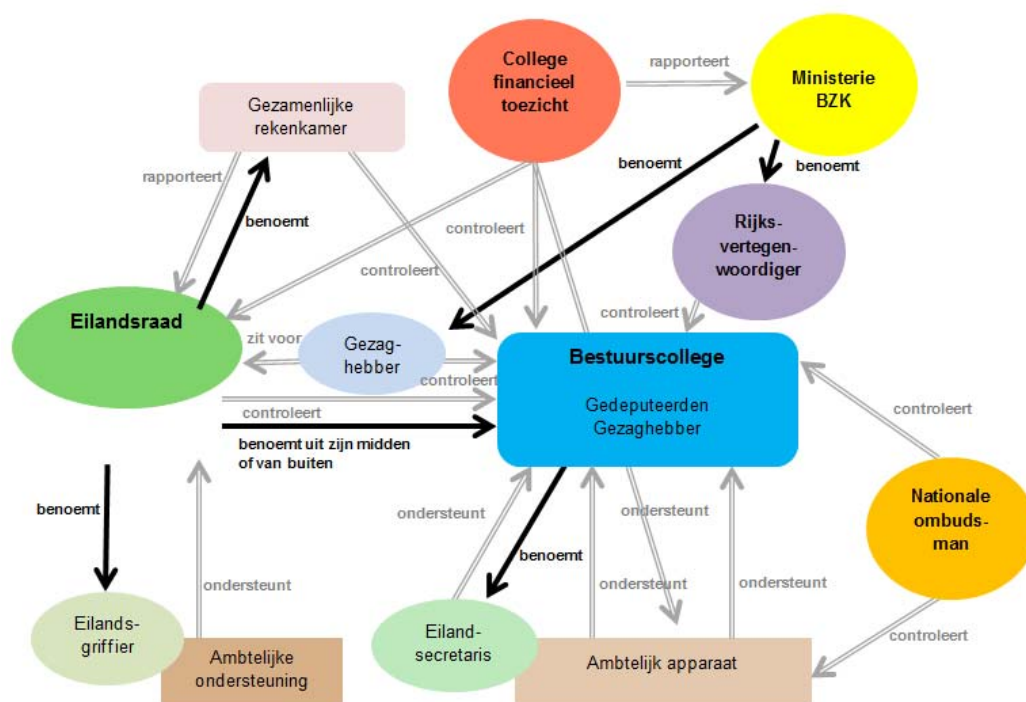 College
financieel
toezicht
rapporteert
Ministerie
BZK
Gezamenlijke
rekenkamer
benoemt
benoemt
rapporteert
benoemt
controleert
Rijks-
vertegen-
woordiger
controleert
controleert
Eilandsraad
zit voor
Gezag-
hebber
controleert
Bestuurscollege
Gedeputeerden
Gezaghebber
controleert
controleert
benoemt uit zijn midden
of van buiten
Nationale
ombuds-
man
benoemt
ondersteunt
benoemt
ondersteunt
ondersteunt
ondersteunt
ondersteunt
Eilands-
griffier
Ambtelijke
ondersteuning
Eiland-
secretaris
Ambtelijk apparaat
controleert